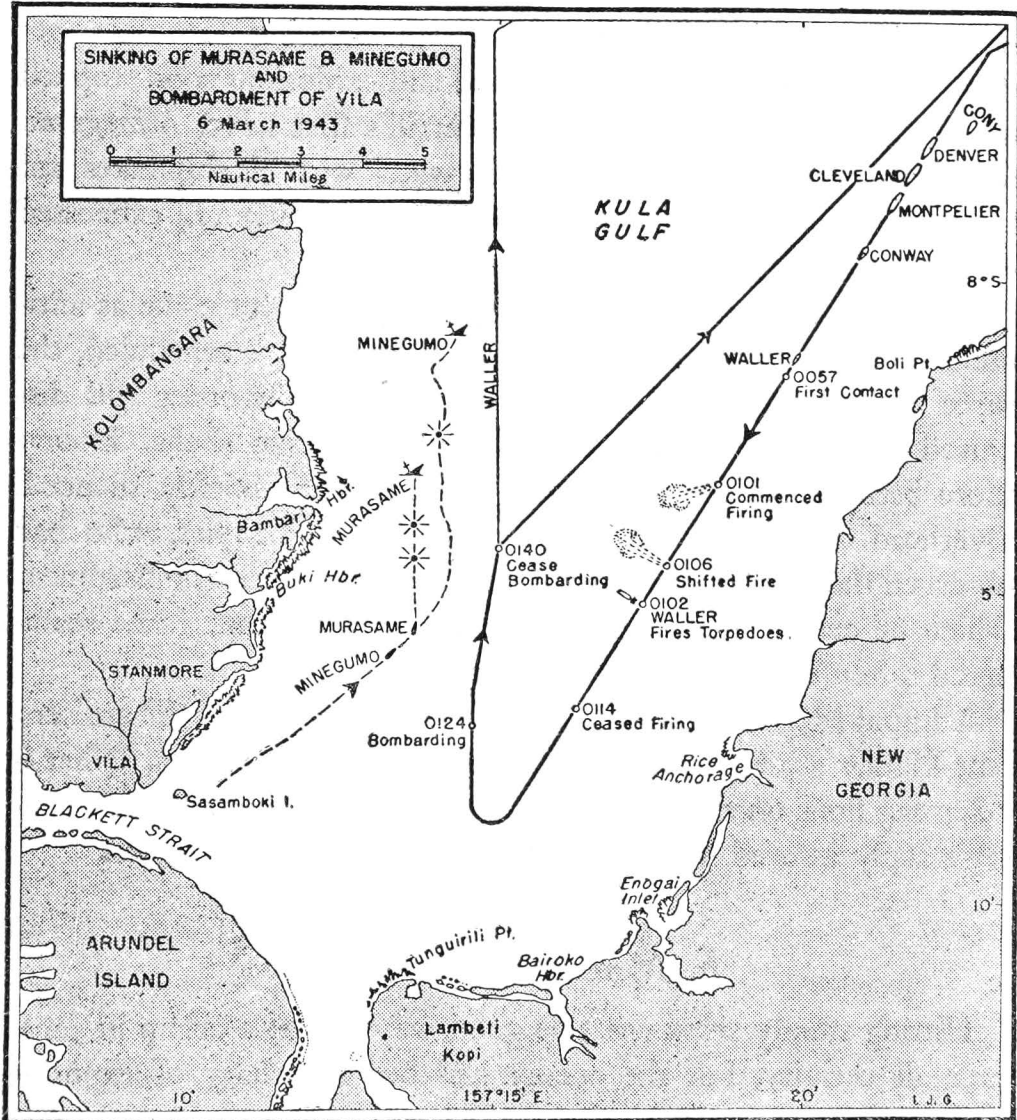 SINKING OF MURASAME & MINEGUMO
AND
BOMBARDMENT OF VILA
6 March 1943
0 1 2 3 4 5
Nautical Miles
KULA
GULF
CONY
DENVER
CLEVELAND
MONTPELIER
CONWAY
8°S
WALLER
0057
First Contact
Boli Pt.
WALLER
MINEGUMO
KOLOMBANGARA
0101
Commenced
Firing
MURASAME
Bambari Hbr.
Buki Hbr.
0140
Cease
Bombarding
0106
Shifted Fire
0102
WALLER
Fires Torpedoes.
5'
MURASAME
MINEGUMO
STANMORE
0124
Bombarding
0114
Ceased Firing
VILA
Sasamboki I.
Rice
Anchorage
NEW
GEORGIA
BLACKETT STRAIT
Enogai
Inlet
10'
ARUNDEL
ISLAND
Tunguirili Pt.
Bairoko
Hbr.
Lambeti
Kopi
10'
157°15' E
20'
I. J. G.